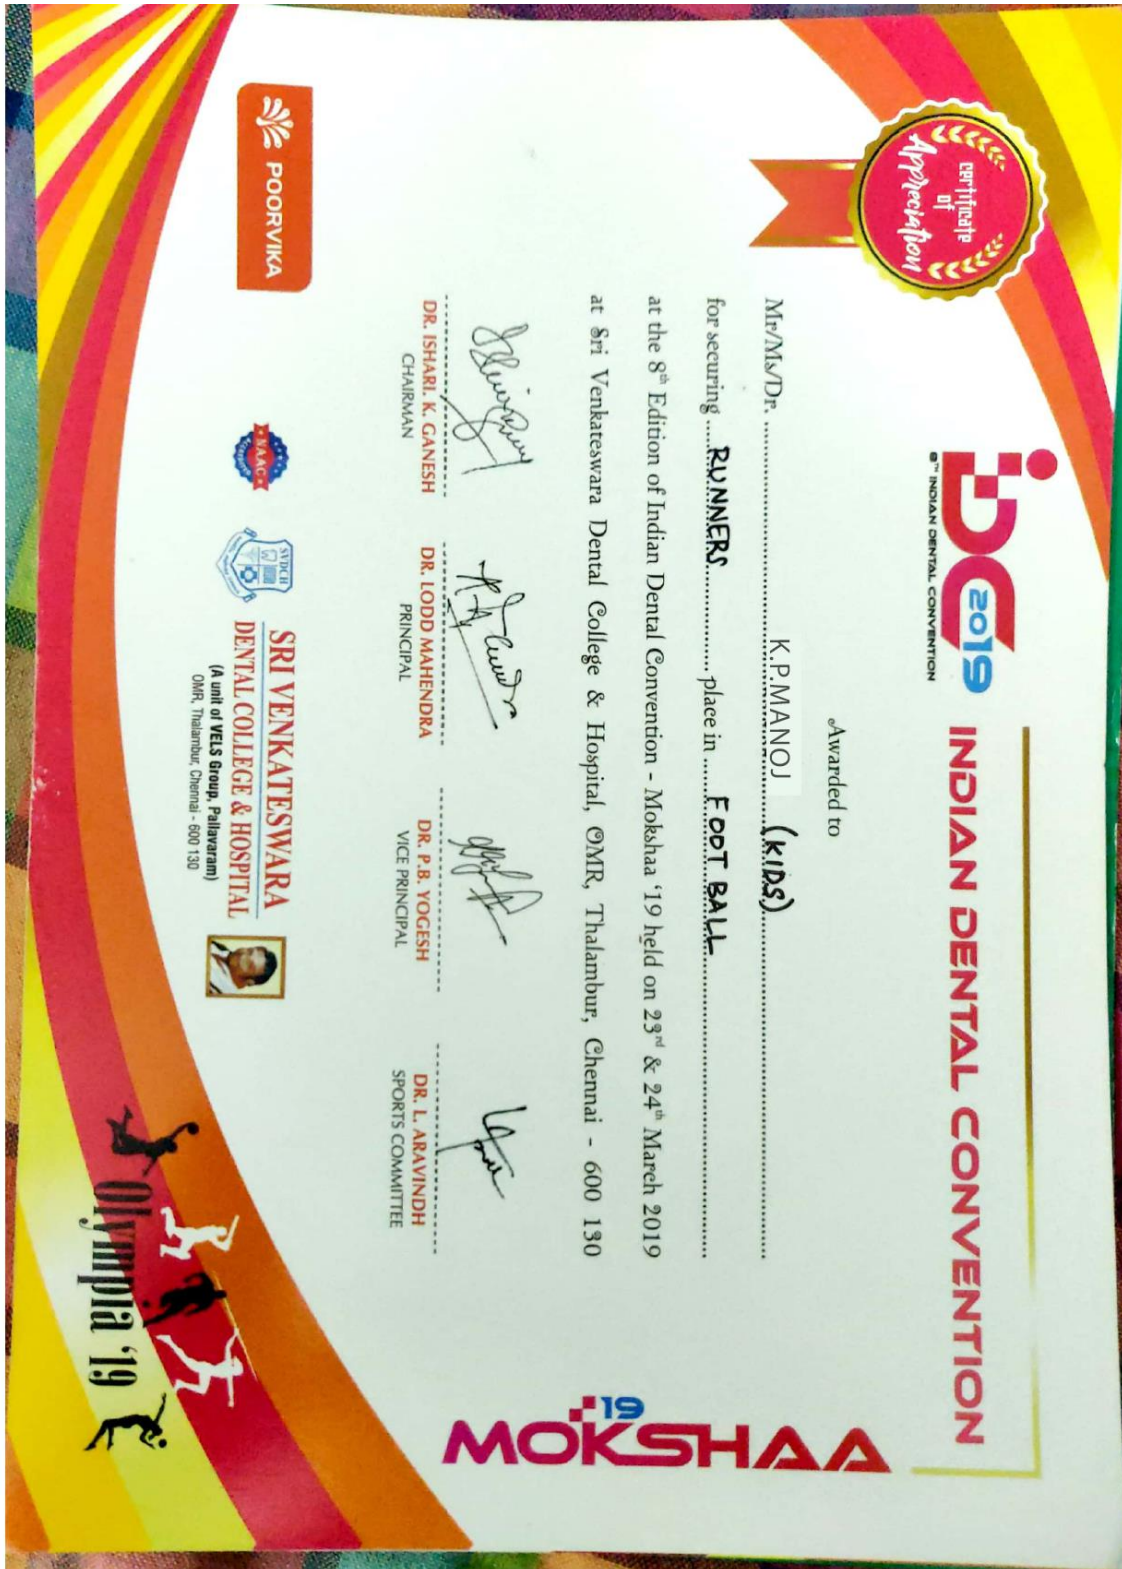 certificate
of
Appreciation
iDC 2019
8TH INDIAN DENTAL CONVENTION
INDIAN DENTAL CONVENTION
'19
MOKSHAA
Awarded to
Mr/Ms/Dr. K.P.MANOJ (KIDS)
for securing RUNNERS place in FOOT BALL
at the 8th Edition of Indian Dental Convention - Mokshaa '19 held on 23rd & 24th March 2019
at Sri Venkateswara Dental College & Hospital, OMR, Thalambur, Chennai - 600 130
DR. ISHARI. K. GANESH
CHAIRMAN
DR. LODD MAHENDRA
PRINCIPAL
DR. P.B. YOGESH
VICE PRINCIPAL
DR. L. ARAVINDH
SPORTS COMMITTEE
POORVIKA
NAAC
SVDCH
SRI VENKATESWARA
DENTAL COLLEGE & HOSPITAL
(A unit of VELS Group, Pallavaram)
OMR, Thalambur, Chennai - 600 130
Olympia '19